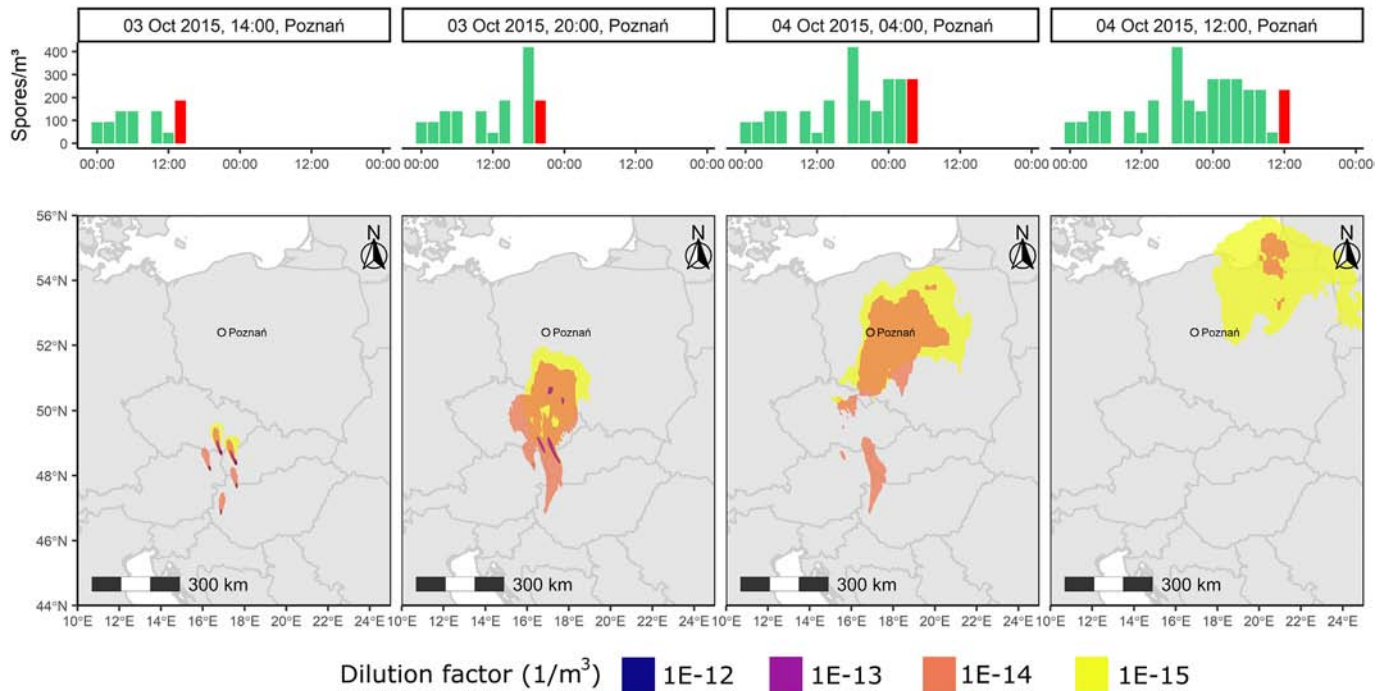 03 Oct 2015, 14:00, Poznań
03 Oct 2015, 20:00, Poznań
04 Oct 2015, 04:00, Poznań
04 Oct 2015, 12:00, Poznań
Spores/m³
400
300
200
100
0
00:00 12:00 00:00 12:00 00:00
00:00 12:00 00:00 12:00 00:00
00:00 12:00 00:00 12:00 00:00
00:00 12:00 00:00 12:00 00:00
56°N
54°N
52°N
50°N
48°N
46°N
44°N
N
Poznań
300 km
N
Poznań
300 km
N
Poznań
300 km
N
Poznań
300 km
10°E 12°E 14°E 16°E 18°E 20°E 22°E 24°E
10°E 12°E 14°E 16°E 18°E 20°E 22°E 24°E
10°E 12°E 14°E 16°E 18°E 20°E 22°E 24°E
10°E 12°E 14°E 16°E 18°E 20°E 22°E 24°E
Dilution factor (1/m³) 1E-12 1E-13 1E-14 1E-15